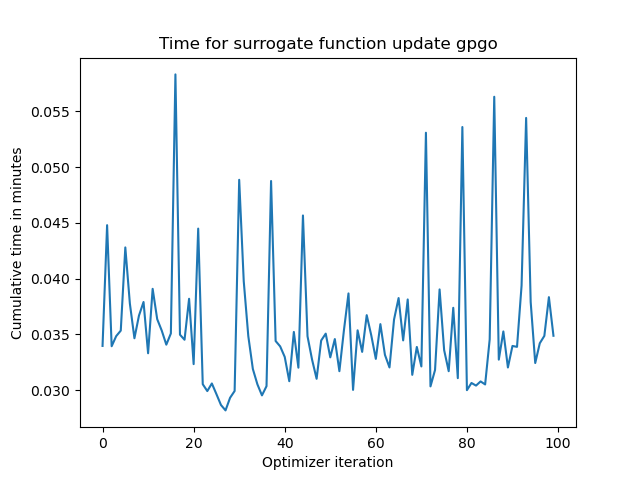 Time for surrogate function update gpgo
Cumulative time in minutes
0.055
0.050
0.045
0.040
0.035
0.030
0 20 40 60 80 100
Optimizer iteration